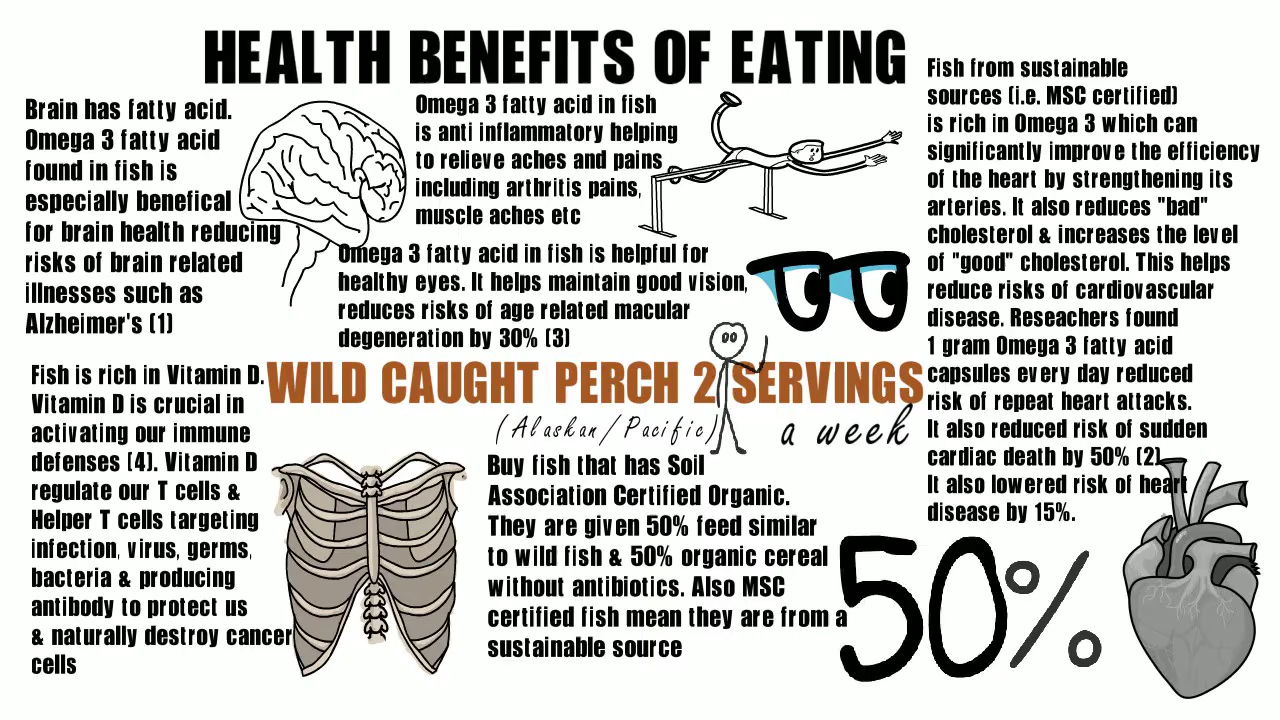 HEALTH BENEFITS OF EATING
Brain has fatty acid.
Omega 3 fatty acid
found in fish is
especially benefical
for brain health reducing
risks of brain related
illnesses such as
Alzheimer's (1)
Omega 3 fatty acid in fish
is anti inflammatory helping
to relieve aches and pains
including arthritis pains,
muscle aches etc
Omega 3 fatty acid in fish is helpful for
healthy eyes. It helps maintain good vision,
reduces risks of age related macular
degeneration by 30% (3)
Fish from sustainable
sources (i.e. MSC certified)
is rich in Omega 3 which can
significantly improve the efficiency
of the heart by strengthening its
arteries. It also reduces "bad"
cholesterol & increases the level
of "good" cholesterol. This helps
reduce risks of cardiovascular
disease. Reseachers found
1 gram Omega 3 fatty acid
capsules every day reduced
risk of repeat heart attacks.
It also reduced risk of sudden
cardiac death by 50% (2)
It also lowered risk of heart
disease by 15%.
WILD CAUGHT PERCH 2 SERVINGS
(Alaskan/Pacific) a week
Fish is rich in Vitamin D.
Vitamin D is crucial in
activating our immune
defenses (4). Vitamin D
regulate our T cells &
Helper T cells targeting
infection, virus, germs,
bacteria & producing
antibody to protect us
& naturally destroy cancer
cells
Buy fish that has Soil
Association Certified Organic.
They are given 50% feed similar
to wild fish & 50% organic cereal
without antibiotics. Also MSC
certified fish mean they are from a
sustainable source
50%